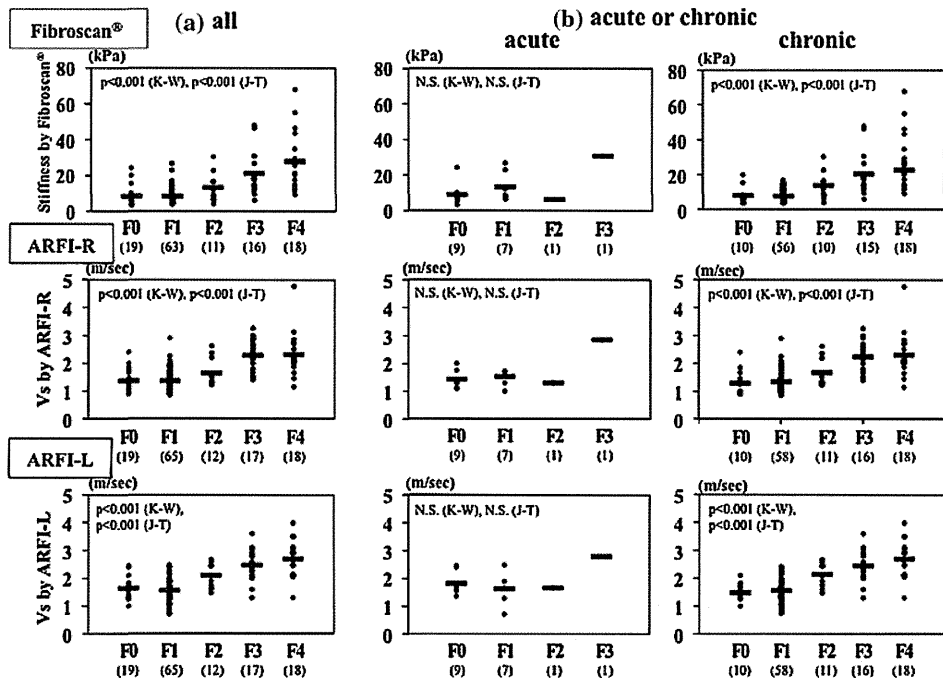 (a) all
(b) acute or chronic
acute
chronic
Fibroscan®
(kPa)
Stiffness by Fibroscan®
80
60
40
20
0
p<0.001 (K-W), p<0.001 (J-T)
F0 F1 F2 F3 F4
(19) (63) (11) (16) (18)
(kPa)
80
60
40
20
0
N.S. (K-W), N.S. (J-T)
F0 F1 F2 F3
(9) (7) (1) (1)
(kPa)
80
60
40
20
0
p<0.001 (K-W), p<0.001 (J-T)
F0 F1 F2 F3 F4
(10) (56) (10) (15) (18)
ARFI-R
(m/sec)
Vs by ARFI-R
5
4
3
2
1
0
p<0.001 (K-W), p<0.001 (J-T)
F0 F1 F2 F3 F4
(19) (65) (12) (17) (18)
(m/sec)
5
4
3
2
1
0
N.S. (K-W), N.S. (J-T)
F0 F1 F2 F3
(9) (7) (1) (1)
(m/sec)
5
4
3
2
1
0
p<0.001 (K-W), p<0.001 (J-T)
F0 F1 F2 F3 F4
(10) (58) (11) (16) (18)
ARFI-L
(m/sec)
Vs by ARFI-L
5
4
3
2
1
0
p<0.001 (K-W),
p<0.001 (J-T)
F0 F1 F2 F3 F4
(19) (65) (12) (17) (18)
(m/sec)
5
4
3
2
1
0
N.S. (K-W), N.S. (J-T)
F0 F1 F2 F3
(9) (7) (1) (1)
(m/sec)
5
4
3
2
1
0
p<0.001 (K-W),
p<0.001 (J-T)
F0 F1 F2 F3 F4
(10) (58) (11) (16) (18)